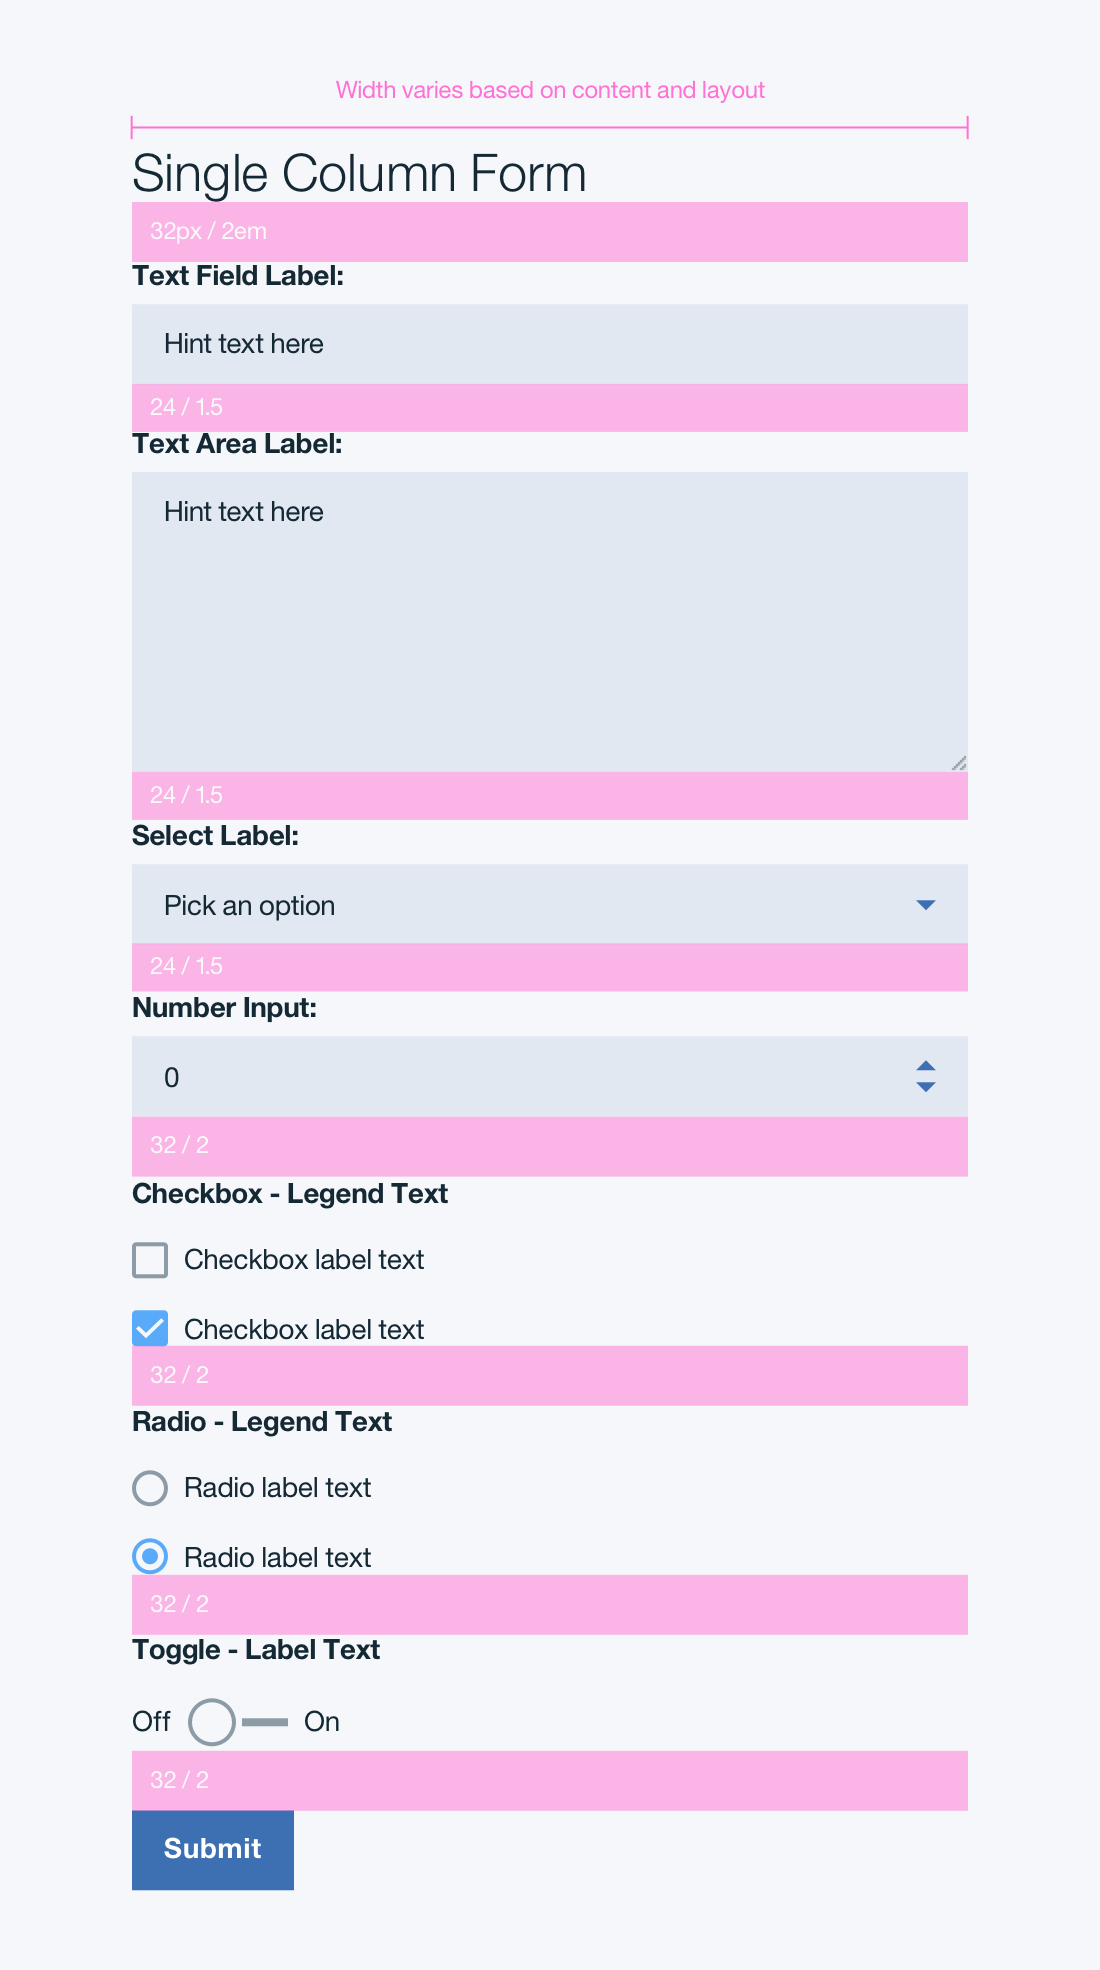 Width varies based on content and layout
Single Column Form
32px / 2em
Text Field Label:
Hint text here
24 / 1.5
Text Area Label:
Hint text here
24 / 1.5
Select Label:
Pick an option
24 / 1.5
Number Input:
0
32 / 2
Checkbox - Legend Text
Checkbox label text
Checkbox label text
32 / 2
Radio - Legend Text
Radio label text
Radio label text
32 / 2
Toggle - Label Text
Off On
32 / 2
Submit